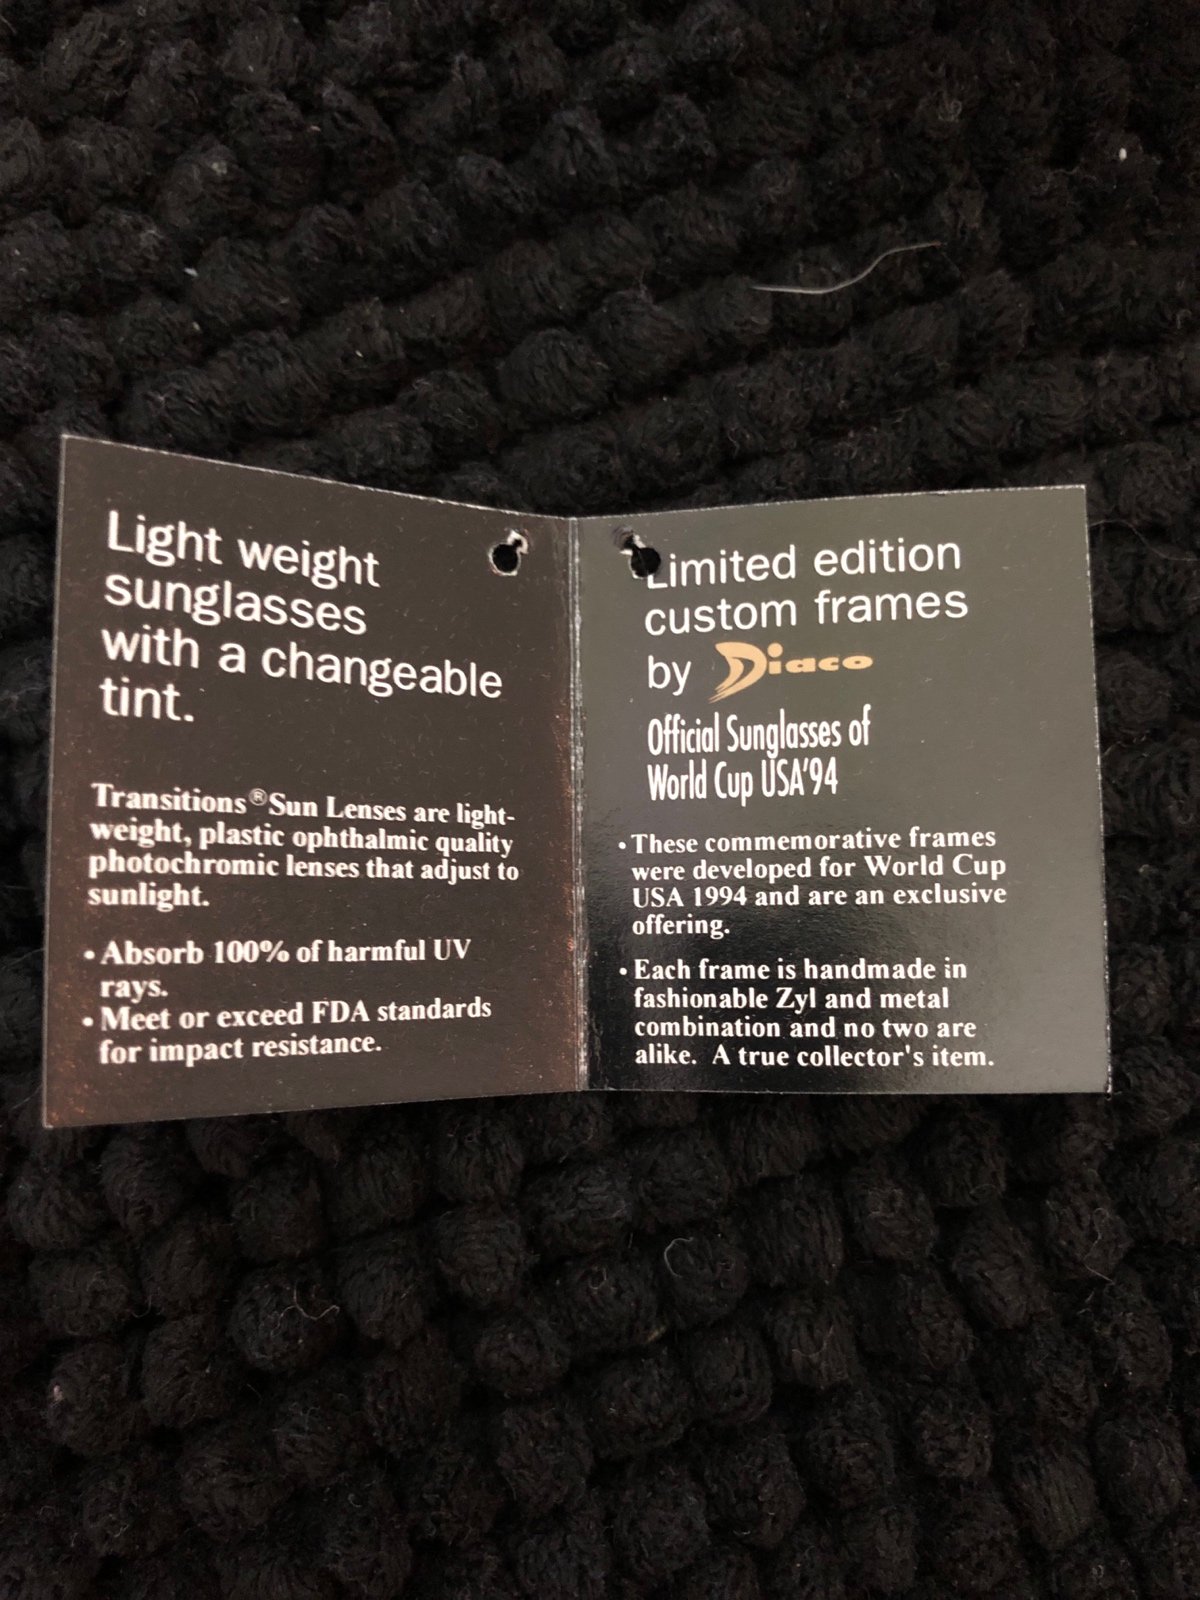 Light weight
sunglasses
with a changeable
tint.
Transitions® Sun Lenses are light-
weight, plastic ophthalmic quality
photochromic lenses that adjust to
sunlight.
• Absorb 100% of harmful UV
rays.
• Meet or exceed FDA standards
for impact resistance.
Limited edition
custom frames
by Diaco
Official Sunglasses of
World Cup USA'94
• These commemorative frames
were developed for World Cup
USA 1994 and are an exclusive
offering.
• Each frame is handmade in
fashionable Zyl and metal
combination and no two are
alike. A true collector's item.